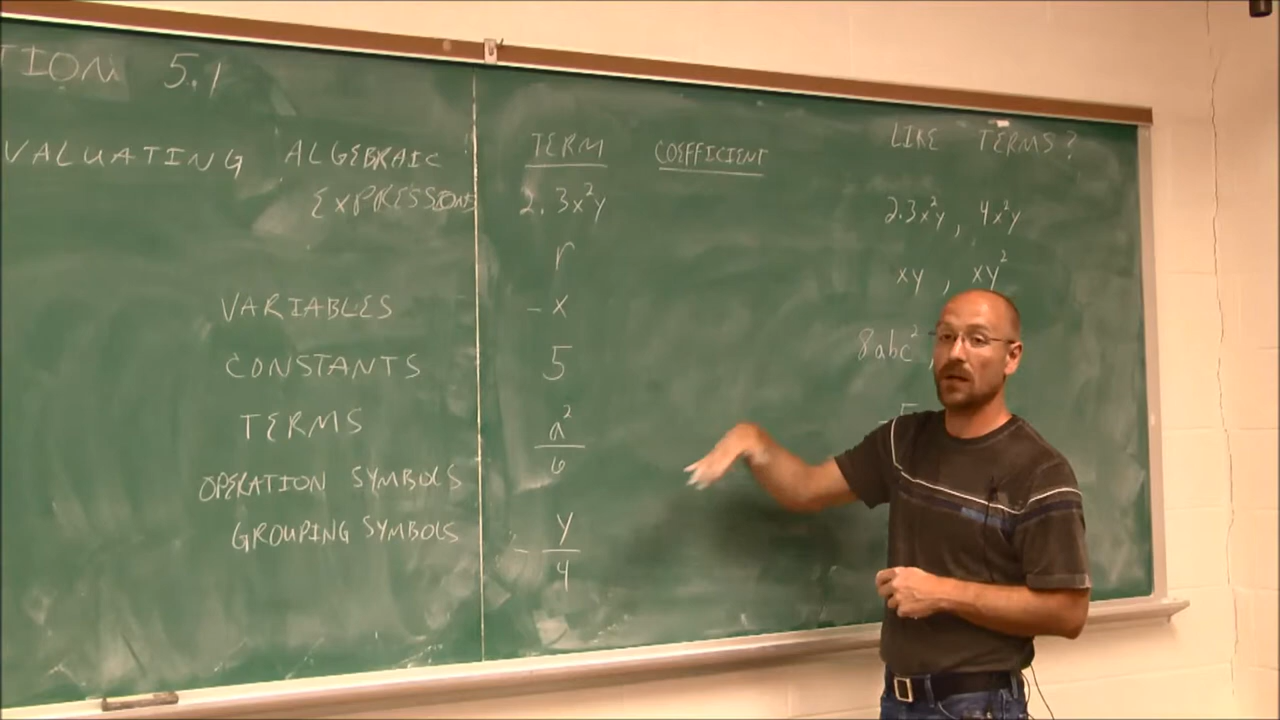 TION 5.1
VALUATING ALGEBRAIC
EXPRESSIONS
VARIABLES
CONSTANTS
TERMS
OPERATION SYMBOLS
GROUPING SYMBOLS
TERM COEFFICIENT
2.3x²y
r
-x
5
a²
6
- y
4
LIKE TERMS?
2.3x²y, 4x²y
xy, xy²
8abc²